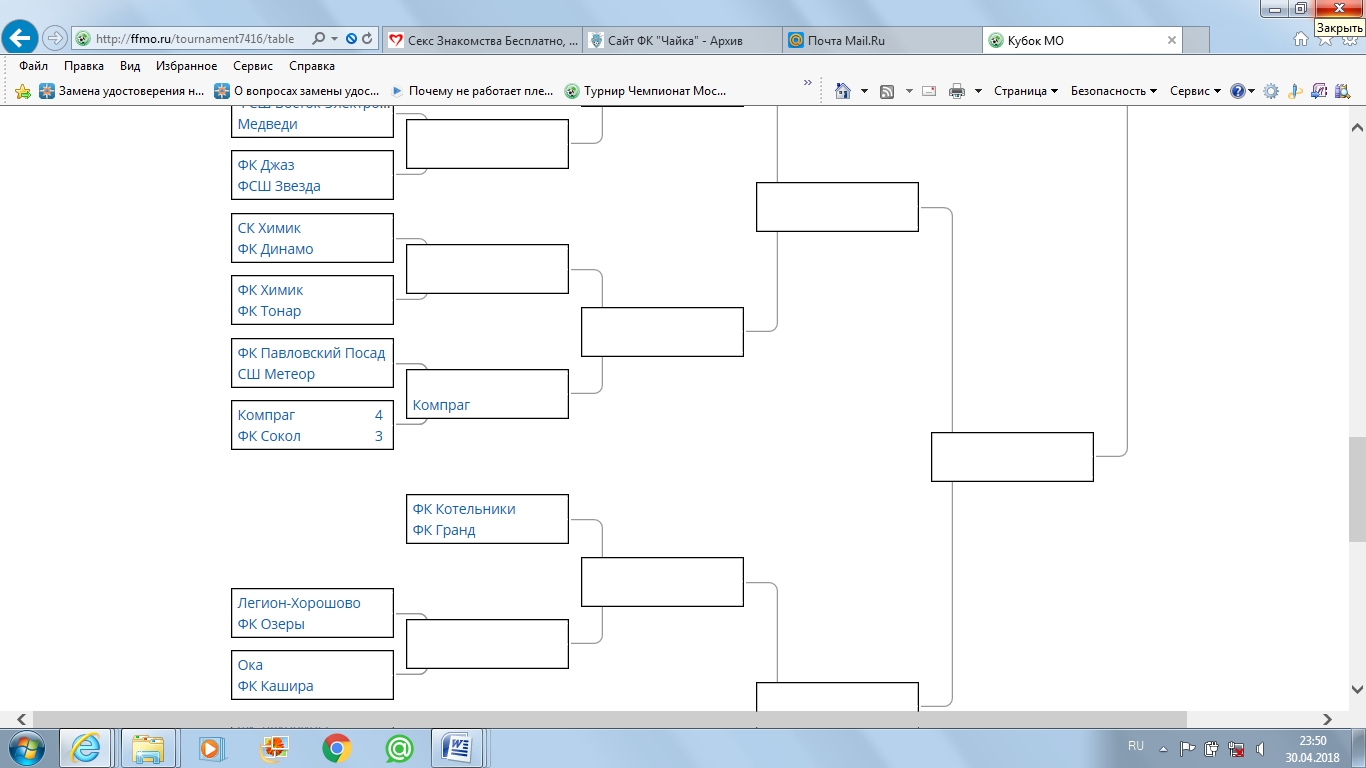 Закрыть
http://ffmo.ru/tournament7416/table
Секс Знакомства Бесплатно, ...
Сайт ФК "Чайка" - Архив
Почта Mail.Ru
Кубок МО
Файл Правка Вид Избранное Сервис Справка
Замена удостоверения н...
О вопросах замены удос...
Почему не работает пле...
Турнир Чемпионат Мос...
»
Страница
Безопасность
Сервис
Медведи
ФК Джаз
ФСШ Звезда
СК Химик
ФК Динамо
ФК Химик
ФК Тонар
ФК Павловский Посад
СШ Метеор
Компраг
Компраг 4
ФК Сокол 3
ФК Котельники
ФК Гранд
Легион-Хорошово
ФК Озеры
Ока
ФК Кашира
RU
23:50
30.04.2018